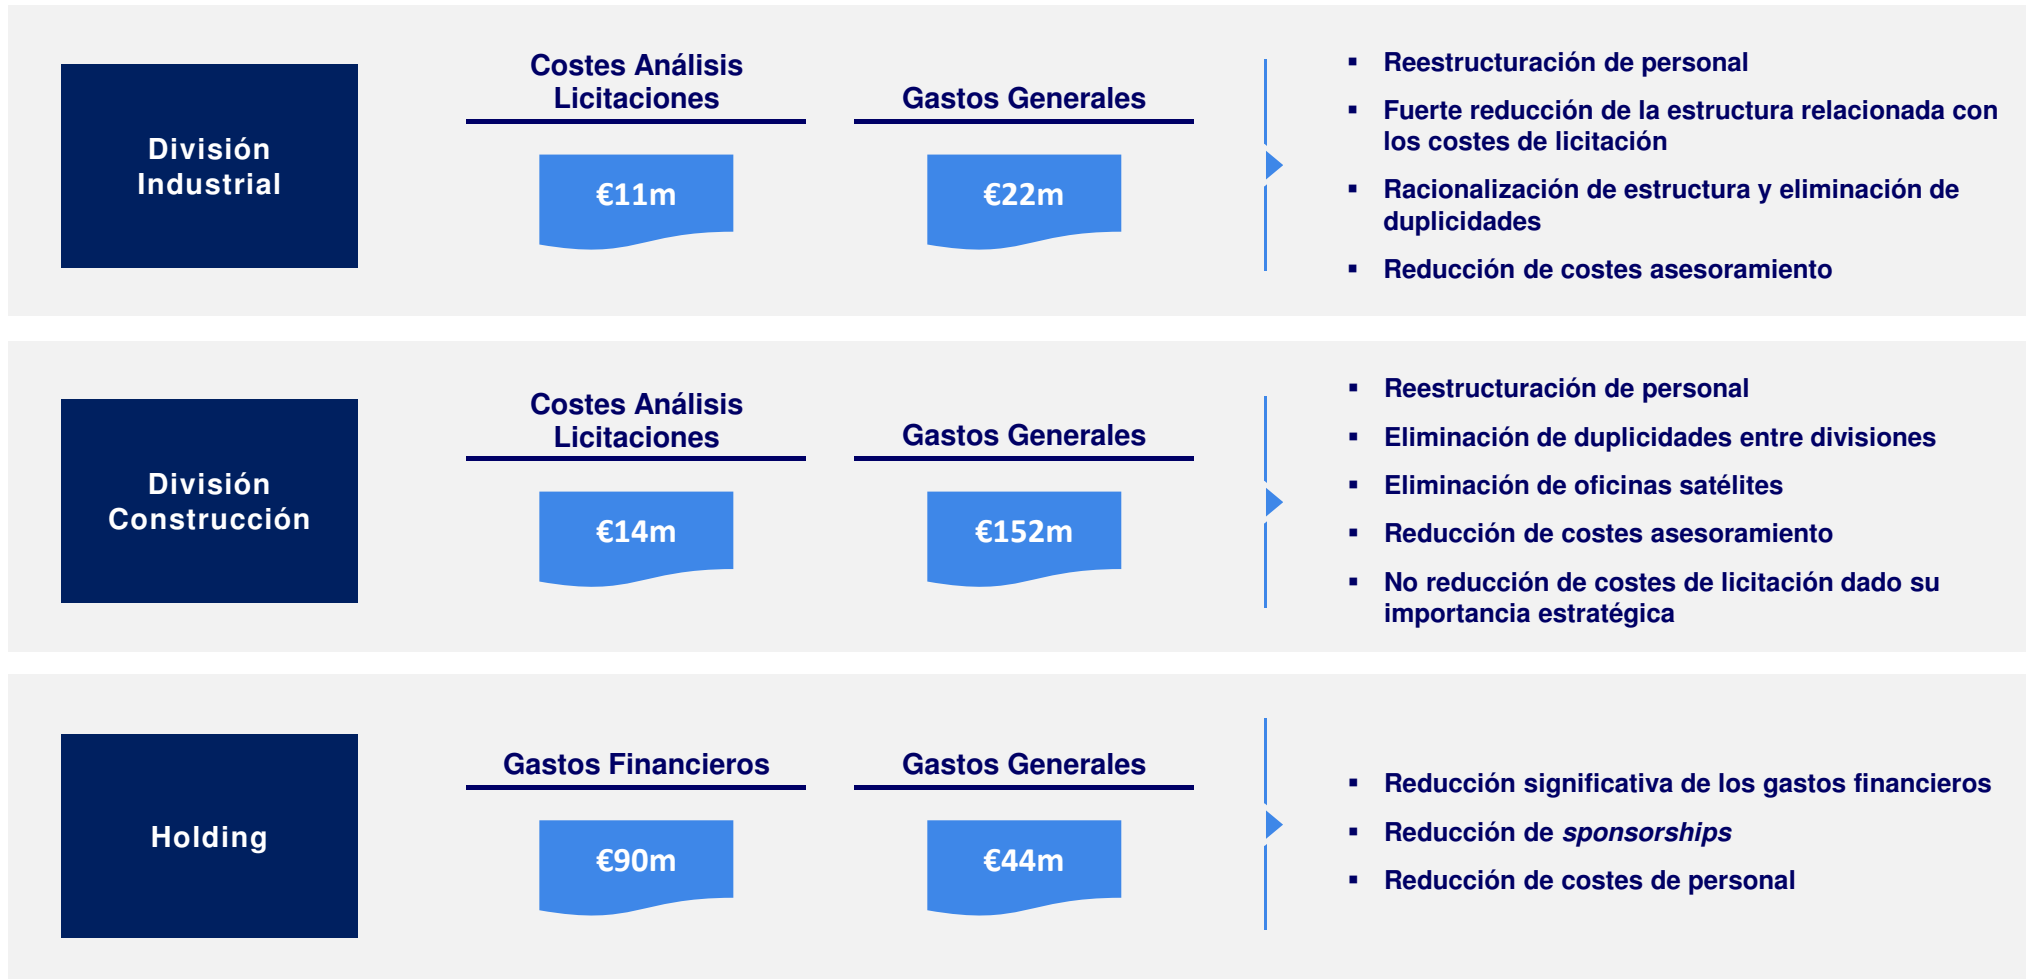 División
Industrial
Costes Análisis
Licitaciones
€11m
Gastos Generales
€22m
▪ Reestructuración de personal
▪ Fuerte reducción de la estructura relacionada con
los costes de licitación
▪ Racionalización de estructura y eliminación de
duplicidades
▪ Reducción de costes asesoramiento
División
Construcción
Costes Análisis
Licitaciones
€14m
Gastos Generales
€152m
▪ Reestructuración de personal
▪ Eliminación de duplicidades entre divisiones
▪ Eliminación de oficinas satélites
▪ Reducción de costes asesoramiento
▪ No reducción de costes de licitación dado su
importancia estratégica
Holding
Gastos Financieros
€90m
Gastos Generales
€44m
▪ Reducción significativa de los gastos financieros
▪ Reducción de sponsorships
▪ Reducción de costes de personal